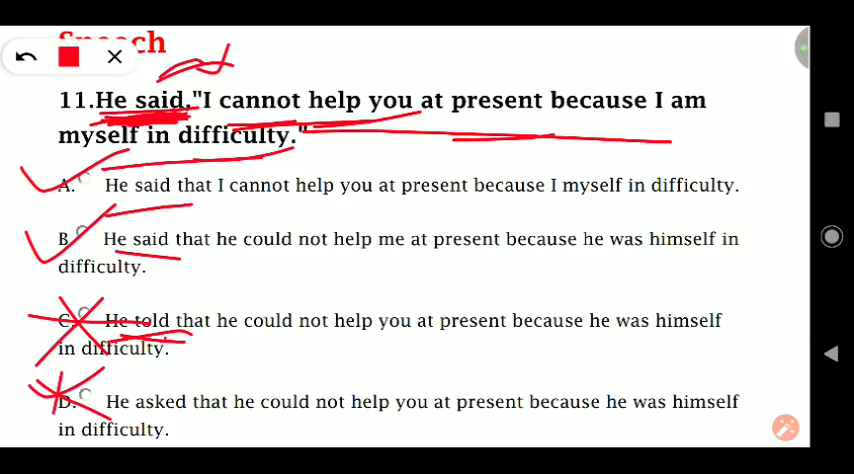 Speech
11.He said."I cannot help you at present because I am
myself in difficulty."
A. He said that I cannot help you at present because I myself in difficulty.
B. He said that he could not help me at present because he was himself in
difficulty.
C. He told that he could not help you at present because he was himself
in difficulty.
D. He asked that he could not help you at present because he was himself
in difficulty.